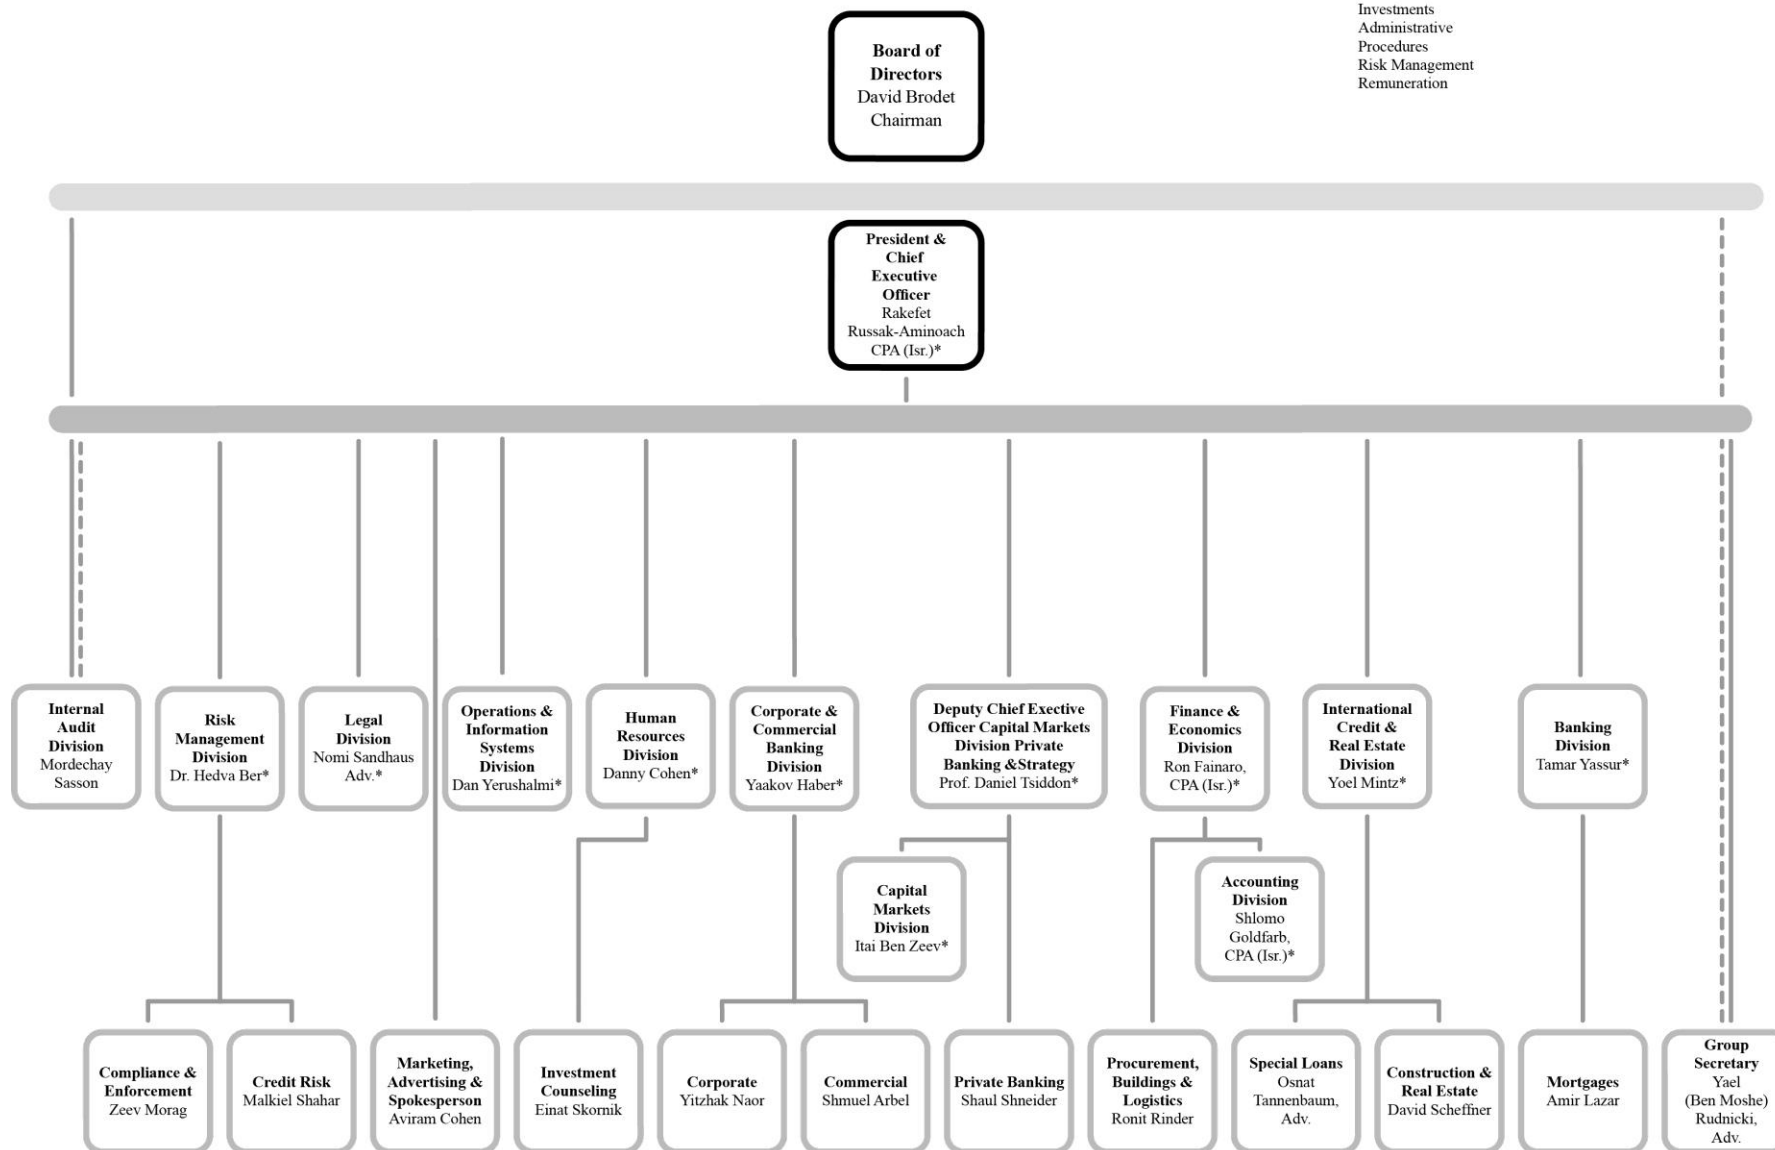 Investments
Administrative
Procedures
Risk Management
Remuneration
Board of
Directors
David Brodet
Chairman
President &
Chief
Executive
Officer
Rakefet
Russak-Aminoach
CPA (Isr.)*
Internal
Audit
Division
Mordechay
Sasson
Risk
Management
Division
Dr. Hedva Ber*
Legal
Division
Nomi Sandhaus
Adv.*
Operations &
Information
Systems
Division
Dan Yerushalmi*
Human
Resources
Division
Danny Cohen*
Corporate &
Commercial
Banking
Division
Yaakov Haber*
Deputy Chief Exective
Officer Capital Markets
Division Private
Banking &Strategy
Prof. Daniel Tsiddon*
Finance &
Economics
Division
Ron Fainaro,
CPA (Isr.)*
International
Credit &
Real Estate
Division
Yoel Mintz*
Banking
Division
Tamar Yassur*
Capital
Markets
Division
Itai Ben Zeev*
Accounting
Division
Shlomo
Goldfarb,
CPA (Isr.)*
Compliance &
Enforcement
Zeev Morag
Credit Risk
Malkiel Shahar
Marketing,
Advertising &
Spokesperson
Aviram Cohen
Investment
Counseling
Einat Skornik
Corporate
Yitzhak Naor
Commercial
Shmuel Arbel
Private Banking
Shaul Shneider
Procurement,
Buildings &
Logistics
Ronit Rinder
Special Loans
Osnat
Tannenbaum,
Adv.
Construction &
Real Estate
David Scheffner
Mortgages
Amir Lazar
Group
Secretary
Yael
(Ben Moshe)
Rudnicki,
Adv.